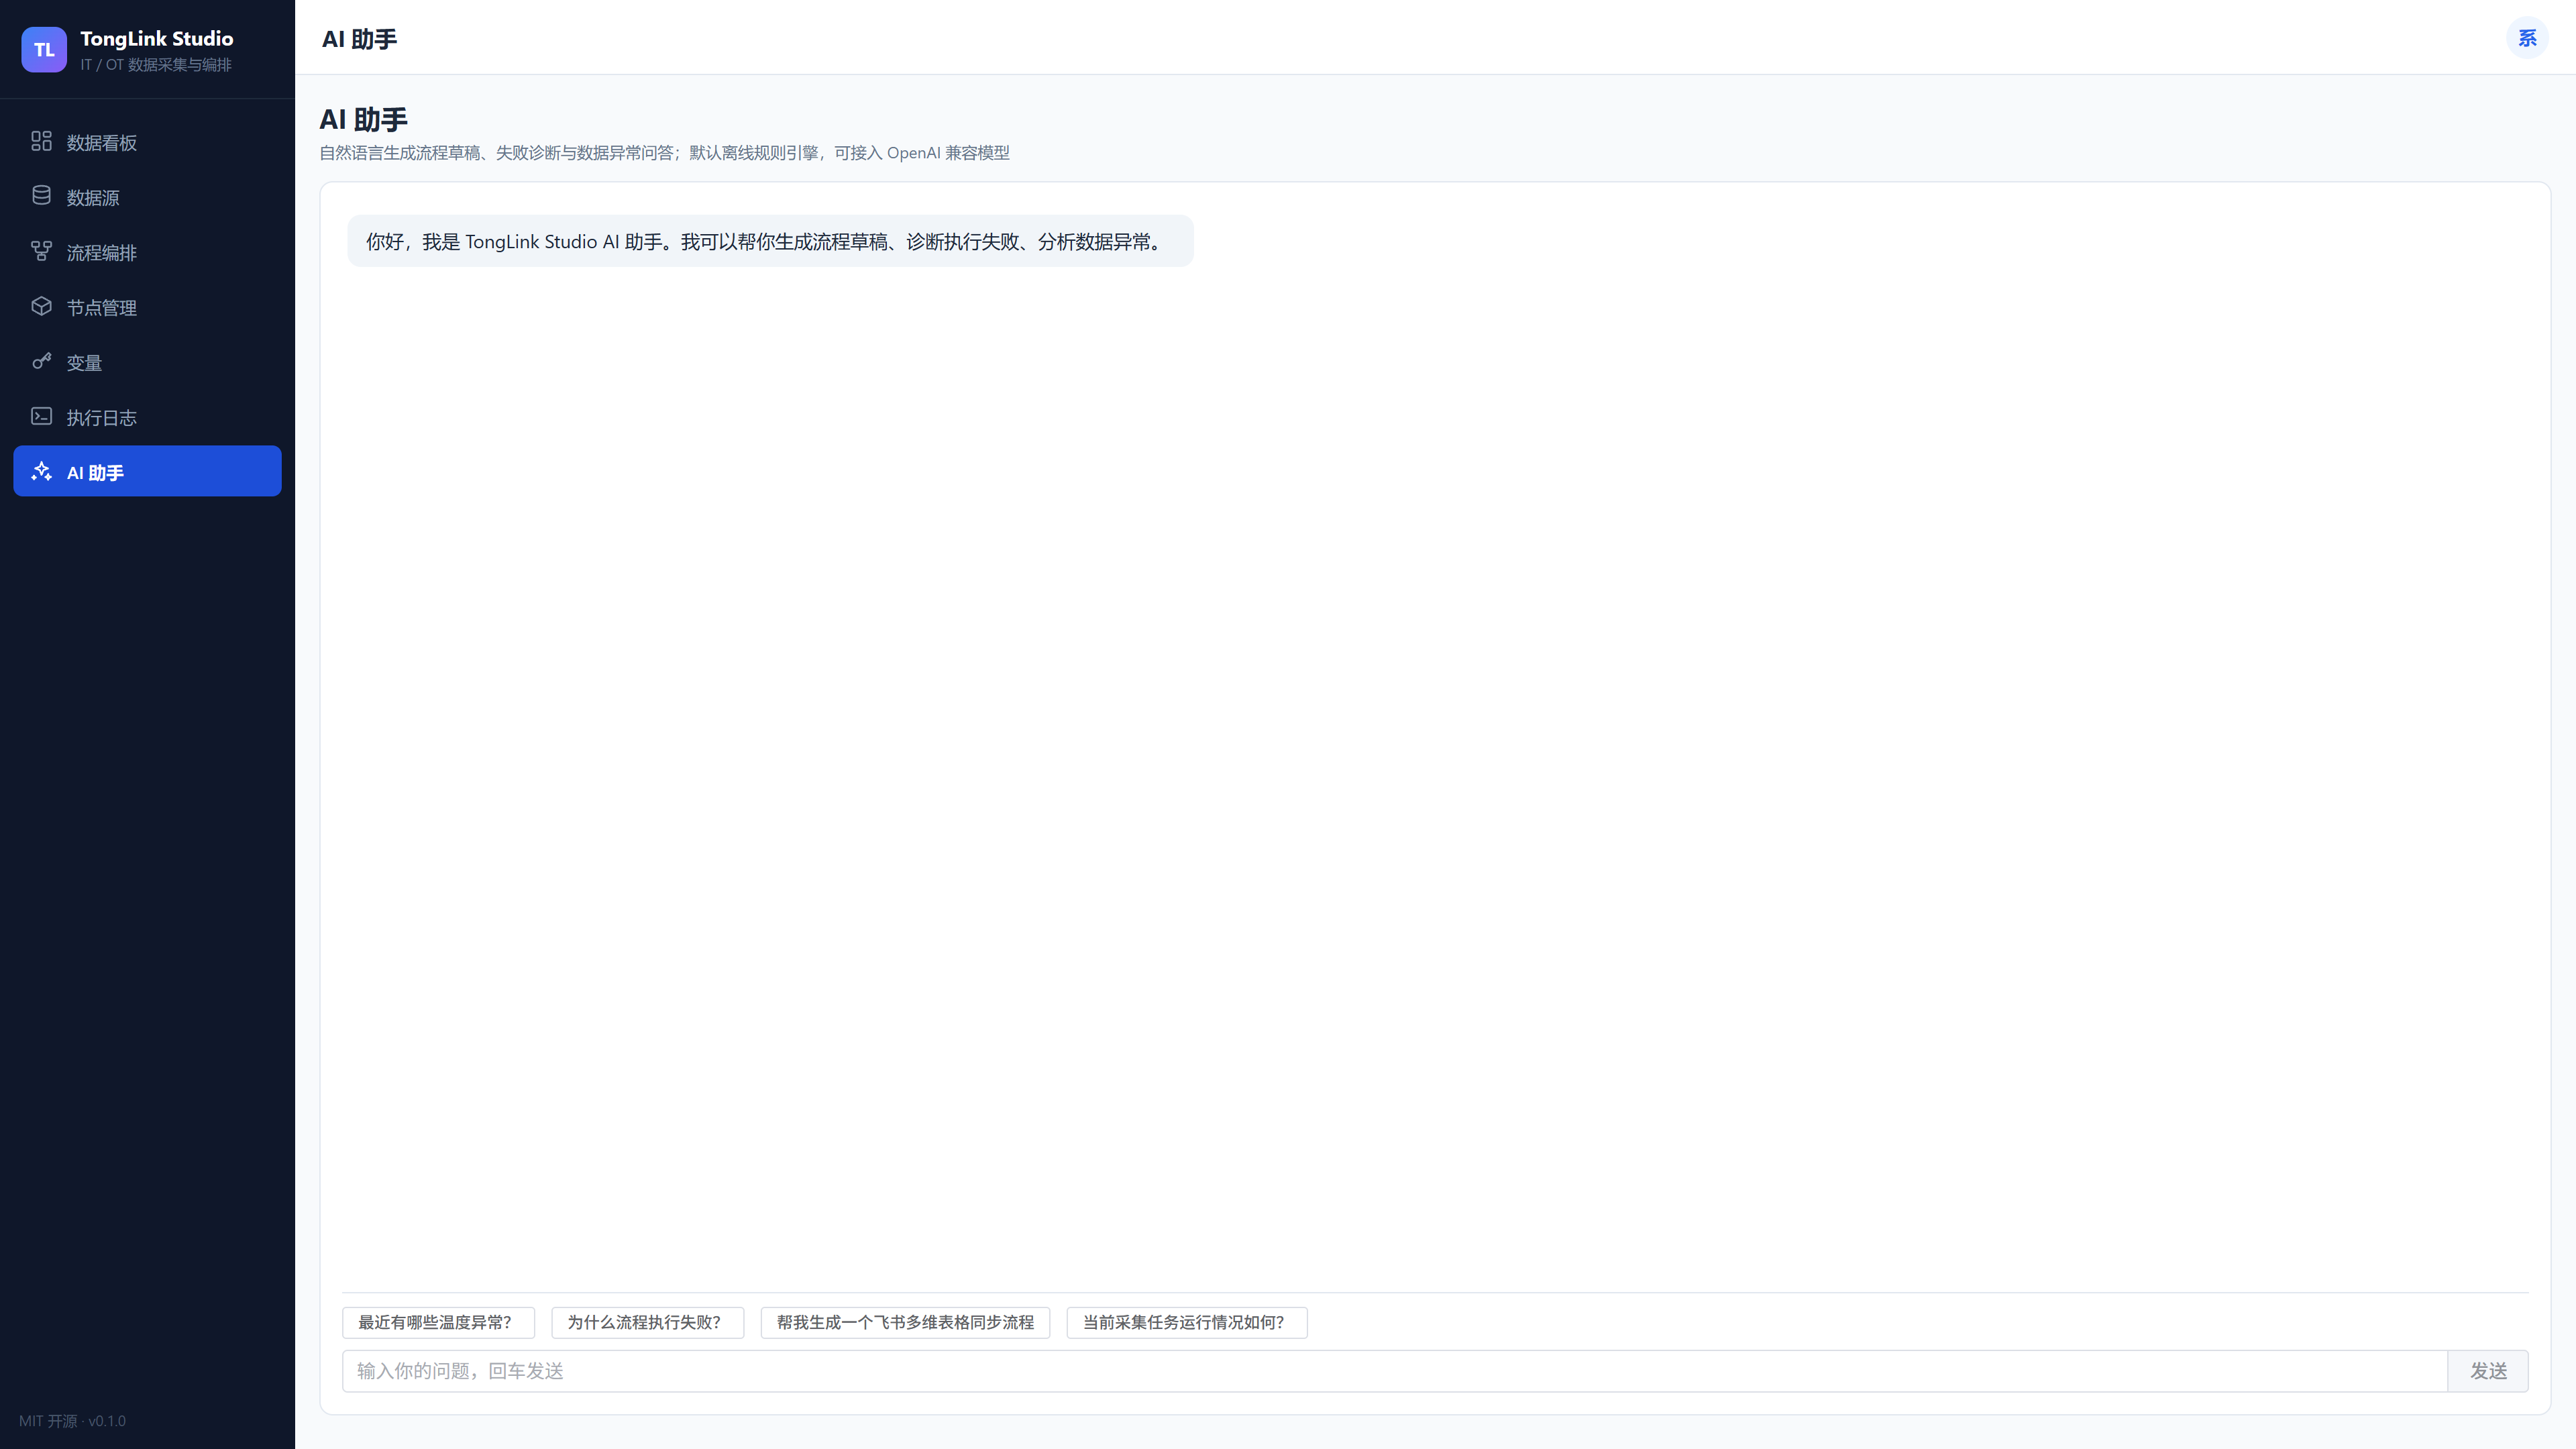 TL
TongLink Studio
IT / OT 数据采集与编排
数据看板
数据源
流程编排
节点管理
变量
执行日志
AI 助手
MIT 开源 · v0.1.0
AI 助手
系
AI 助手
自然语言生成流程草稿、失败诊断与数据异常问答；默认离线规则引擎，可接入 OpenAI 兼容模型
你好，我是 TongLink Studio AI 助手。我可以帮你生成流程草稿、诊断执行失败、分析数据异常。
最近有哪些温度异常？
为什么流程执行失败？
帮我生成一个飞书多维表格同步流程
当前采集任务运行情况如何？
输入你的问题，回车发送
发送